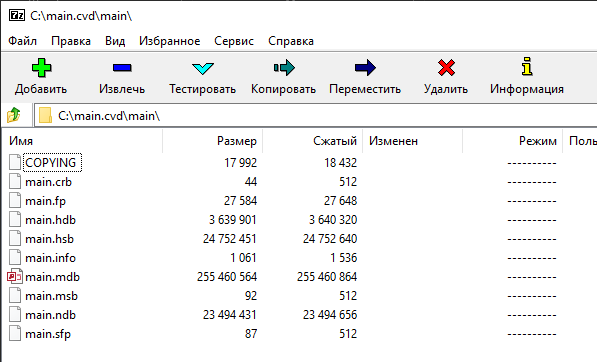 7z C:\main.cvd\main\
Файл Правка Вид Избранное Сервис Справка
Добавить Извлечь Тестировать Копировать Переместить Удалить Информация
C:\main.cvd\main\
Имя Размер Сжатый Изменен Режим Поль
COPYING 17 992 18 432 ----------
main.crb 44 512 ----------
main.fp 27 584 27 648 ----------
main.hdb 3 639 901 3 640 320 ----------
main.hsb 24 752 451 24 752 640 ----------
main.info 1 061 1 536 ----------
main.mdb 255 460 564 255 460 864 ----------
main.msb 92 512 ----------
main.ndb 23 494 431 23 494 656 ----------
main.sfp 87 512 ----------